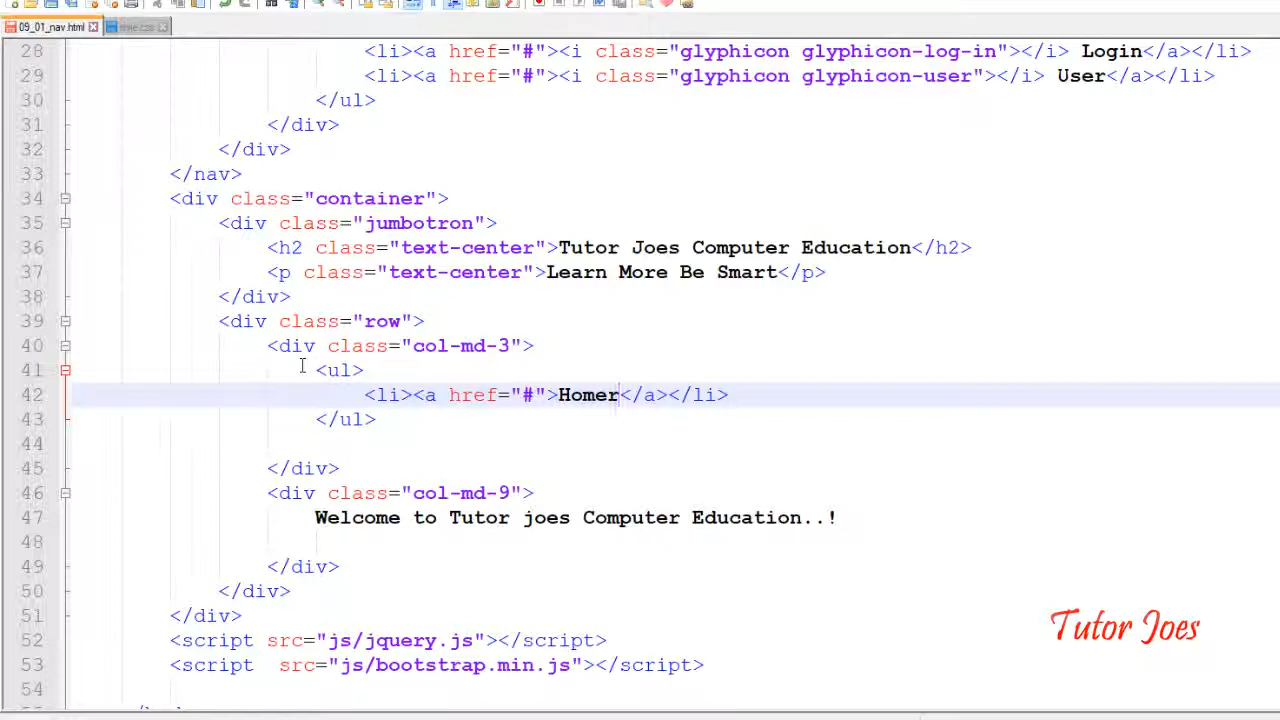 09_01_nav.html
28 <li><a href="#"><i class="glyphicon glyphicon-log-in"></i> Login</a></li>
29 <li><a href="#"><i class="glyphicon glyphicon-user"></i> User</a></li>
30 </ul>
31 </div>
32 </div>
33 </nav>
34 <div class="container">
35 <div class="jumbotron">
36 <h2 class="text-center">Tutor Joes Computer Education</h2>
37 <p class="text-center">Learn More Be Smart</p>
38 </div>
39 <div class="row">
40 <div class="col-md-3">
41 <ul>
42 <li><a href="#">Homer</a></li>
43 </ul>
44
45 </div>
46 <div class="col-md-9">
47 Welcome to Tutor joes Computer Education..!
48
49 </div>
50 </div>
51 </div>
52 <script src="js/jquery.js"></script>
53 <script  src="js/bootstrap.min.js"></script>
54
Tutor Joes